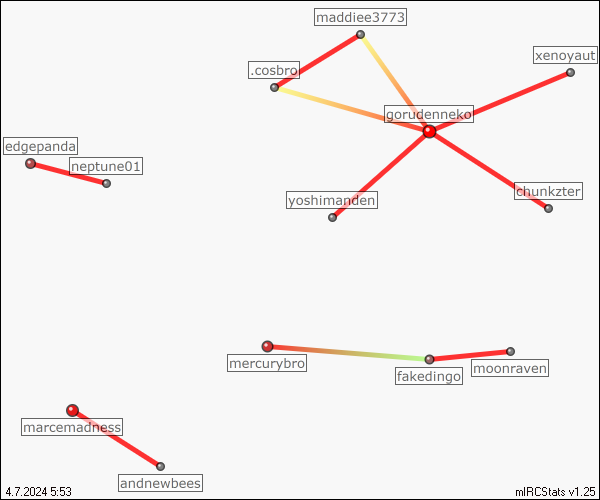 maddiee3773
xenoyaut
.cosbro
gorudenneko
edgepanda
neptune01
chunkzter
yoshimanden
mercurybro
moonraven
fakedingo
marcemadness
andnewbees
4.7.2024 5:53
mIRCStats v1.25